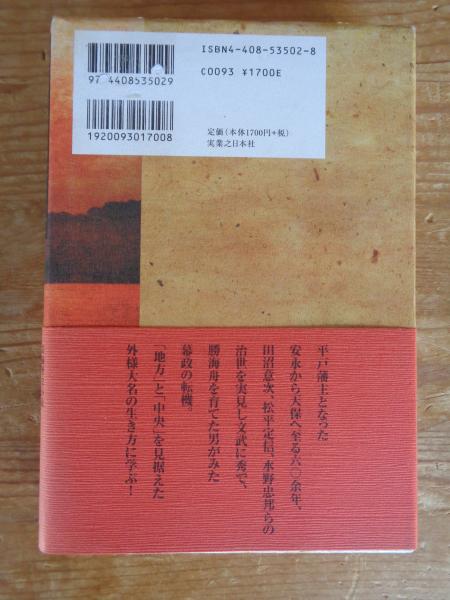 ISBN4-408-53502-8
C0093 ¥1700E
9784408535029
1920093017008
定価(本体1700円+税)
実業之日本社
平戸藩主となった
安永から天保へ至る六〇余年、
田沼意次、松平定信、水野忠邦らの
治世を実見し文武に秀で、
勝海舟を育てた男がみた
幕政の転機。
「地方」と「中央」を見据えた
外様大名の生き方に学ぶ！